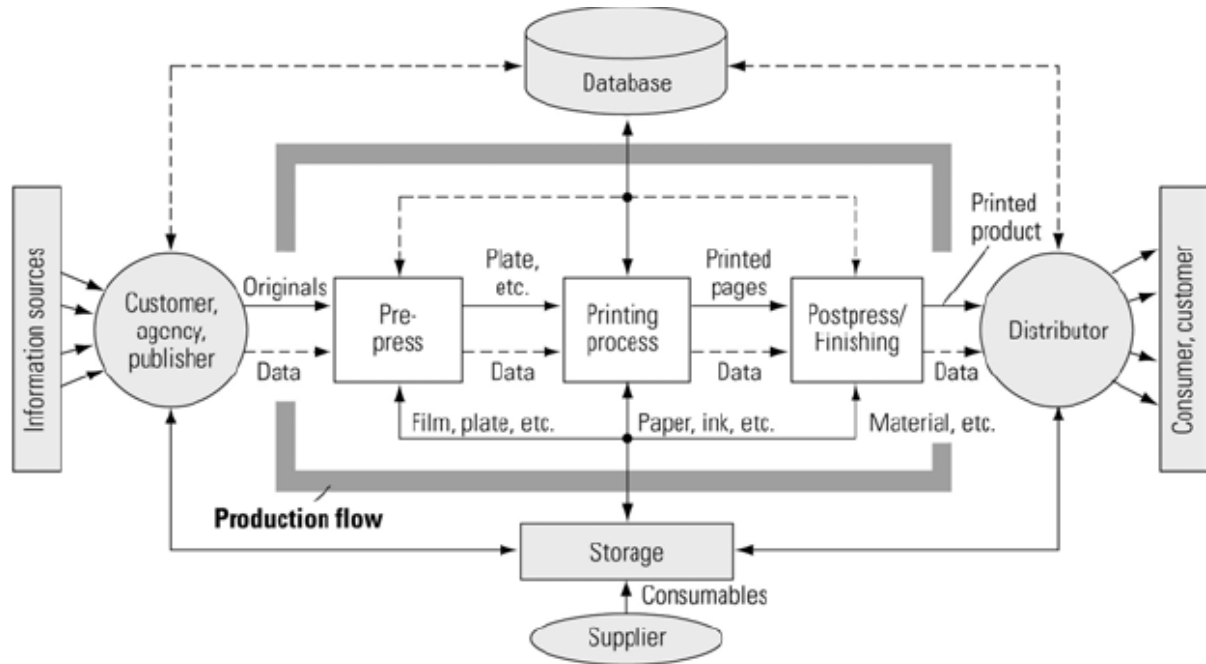 Database
Information sources
Customer,
agency,
publisher
Originals
Data
Pre-
press
Plate,
etc.
Data
Printing
process
Printed
pages
Data
Postpress/
Finishing
Printed
product
Data
Distributor
Consumer, customer
Film, plate, etc.
Paper, ink, etc.
Material, etc.
Production flow
Storage
Consumables
Supplier